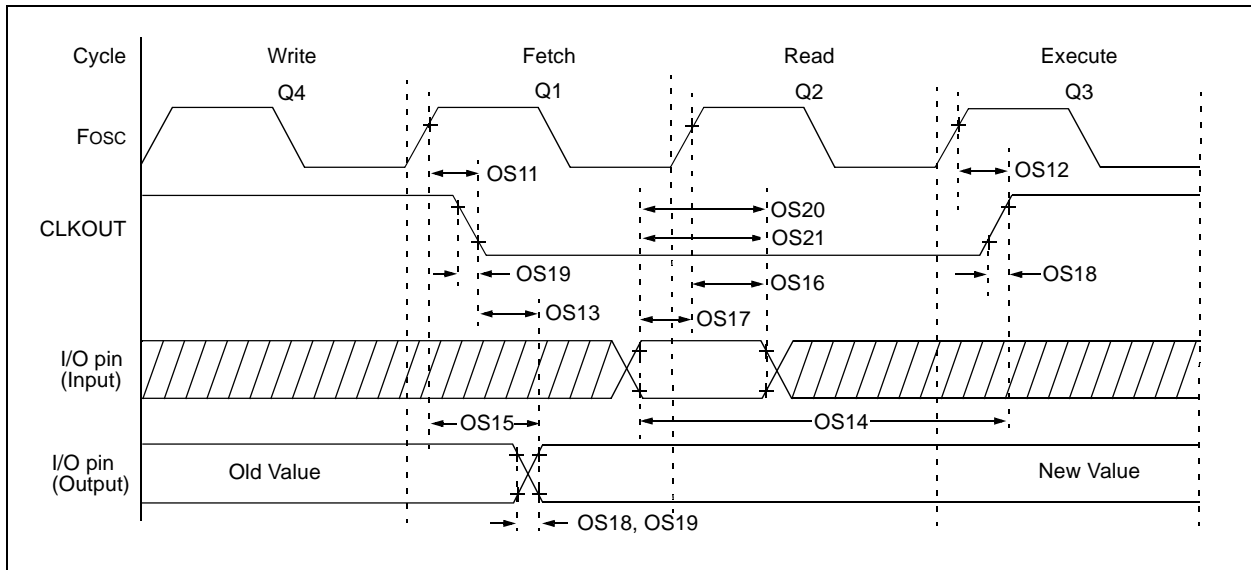 Cycle Write Fetch Read Execute
Q4 Q1 Q2 Q3
FOSC
OS11 OS12
OS20
CLKOUT
OS21
OS19 OS16 OS18
OS13 OS17
I/O pin
(Input)
OS15 OS14
I/O pin
(Output)
Old Value New Value
OS18, OS19